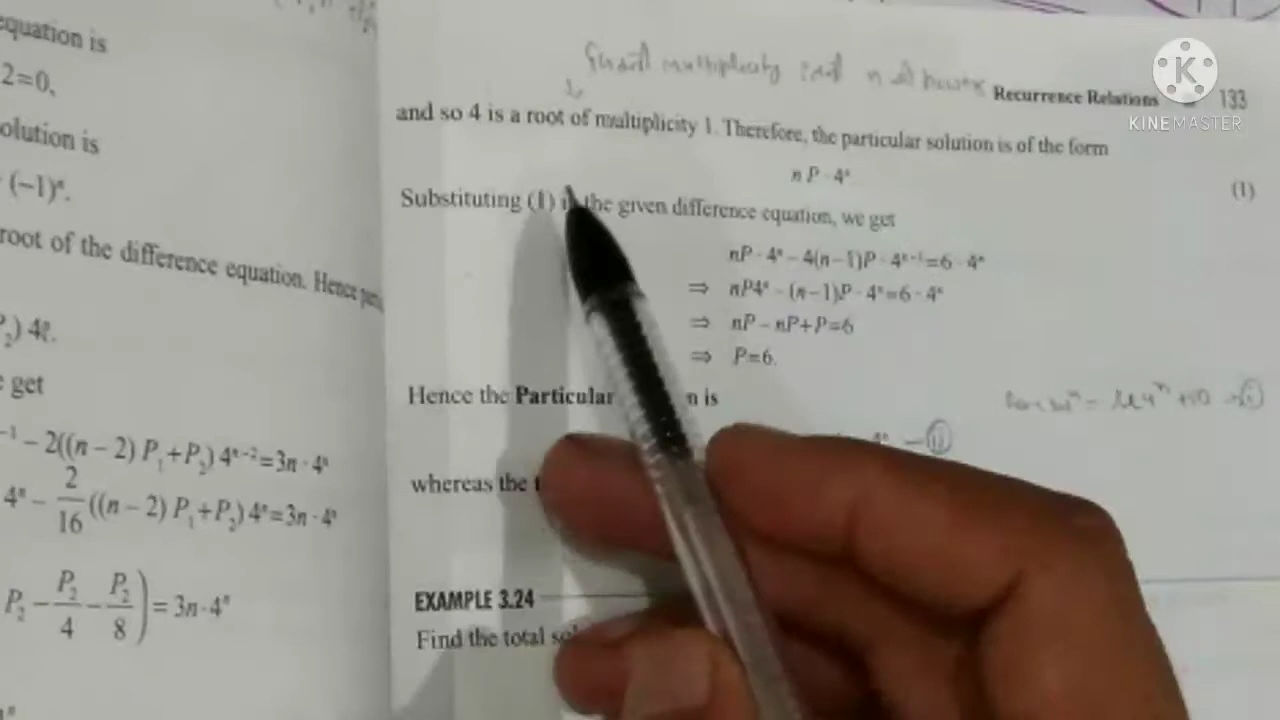 equation is
2=0,
olution is
(−1)ⁿ.
root of the difference equation. Hence
P₂) 4ⁿ.
get
⁻¹ − 2((n − 2) P₁+P₂) 4ⁿ⁻²=3n · 4ⁿ
4ⁿ − 2/16 ((n − 2) P₁+P₂) 4ⁿ=3n · 4ⁿ
P₂ − P₂/4 − P₂/8) = 3n·4ⁿ
multiplicity
Recurrence Relations 133
K
KINEMASTER
and so 4 is a root of multiplicity 1. Therefore, the particular solution is of the form
n P · 4ⁿ (1)
Substituting (1) the given difference equation, we get
nP · 4ⁿ − 4(n−1)P · 4ⁿ⁻¹=6 · 4ⁿ
⇒ nP4ⁿ − (n−1)P · 4ⁿ=6 · 4ⁿ
⇒ nP − nP+P=6
⇒ P=6.
Hence the Particular is
whereas the
EXAMPLE 3.24
Find the total